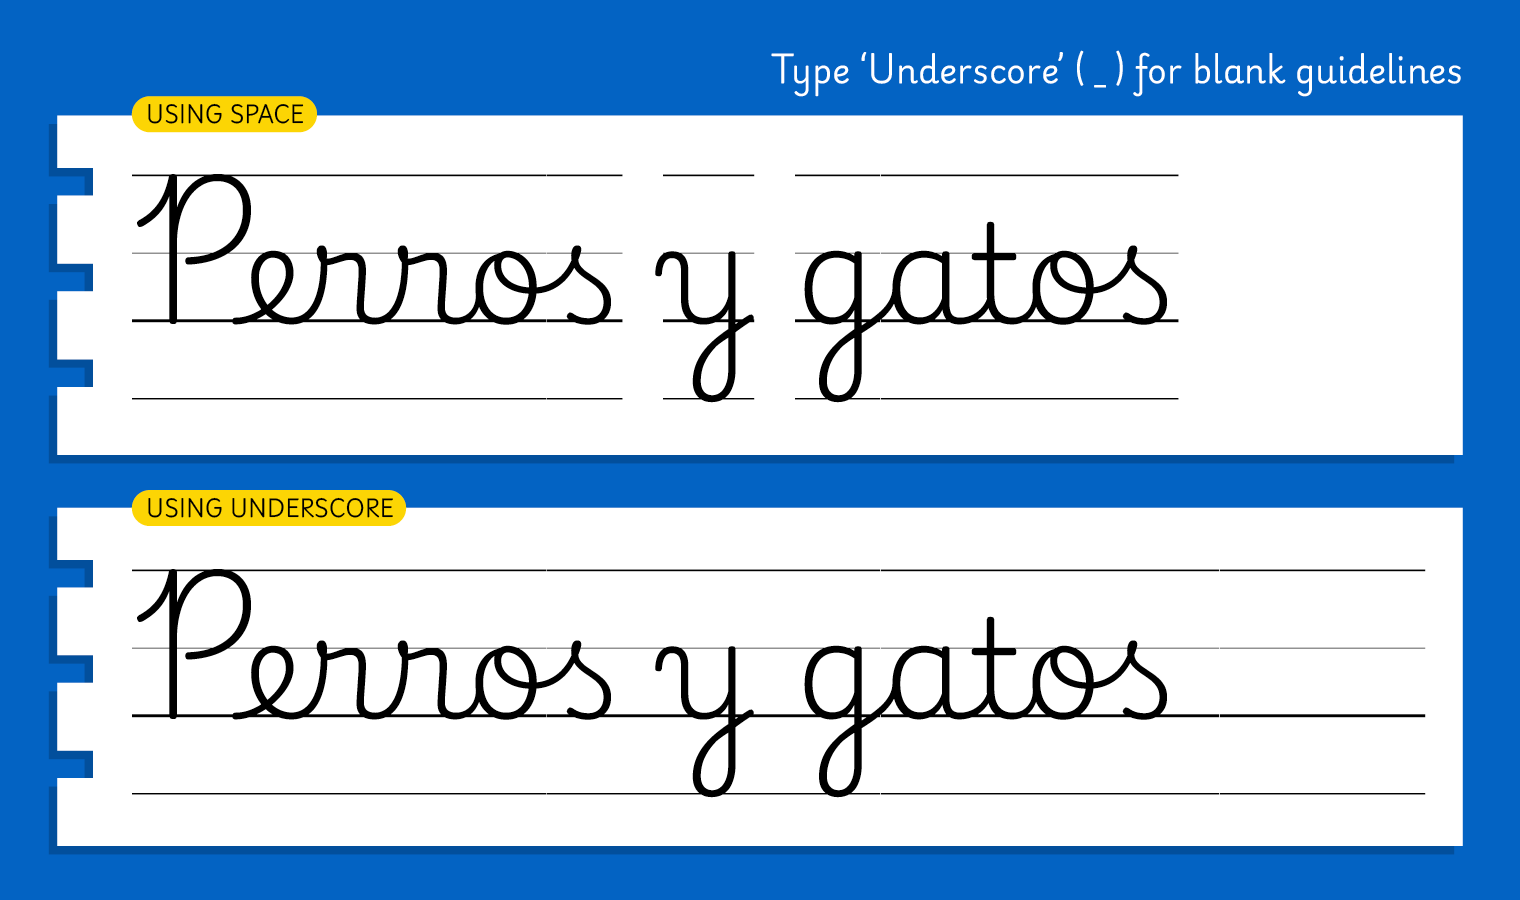 Type ‘Underscore’ ( _ ) for blank guidelines
USING SPACE
Perros y gatos
USING UNDERSCORE
Perros y gatos